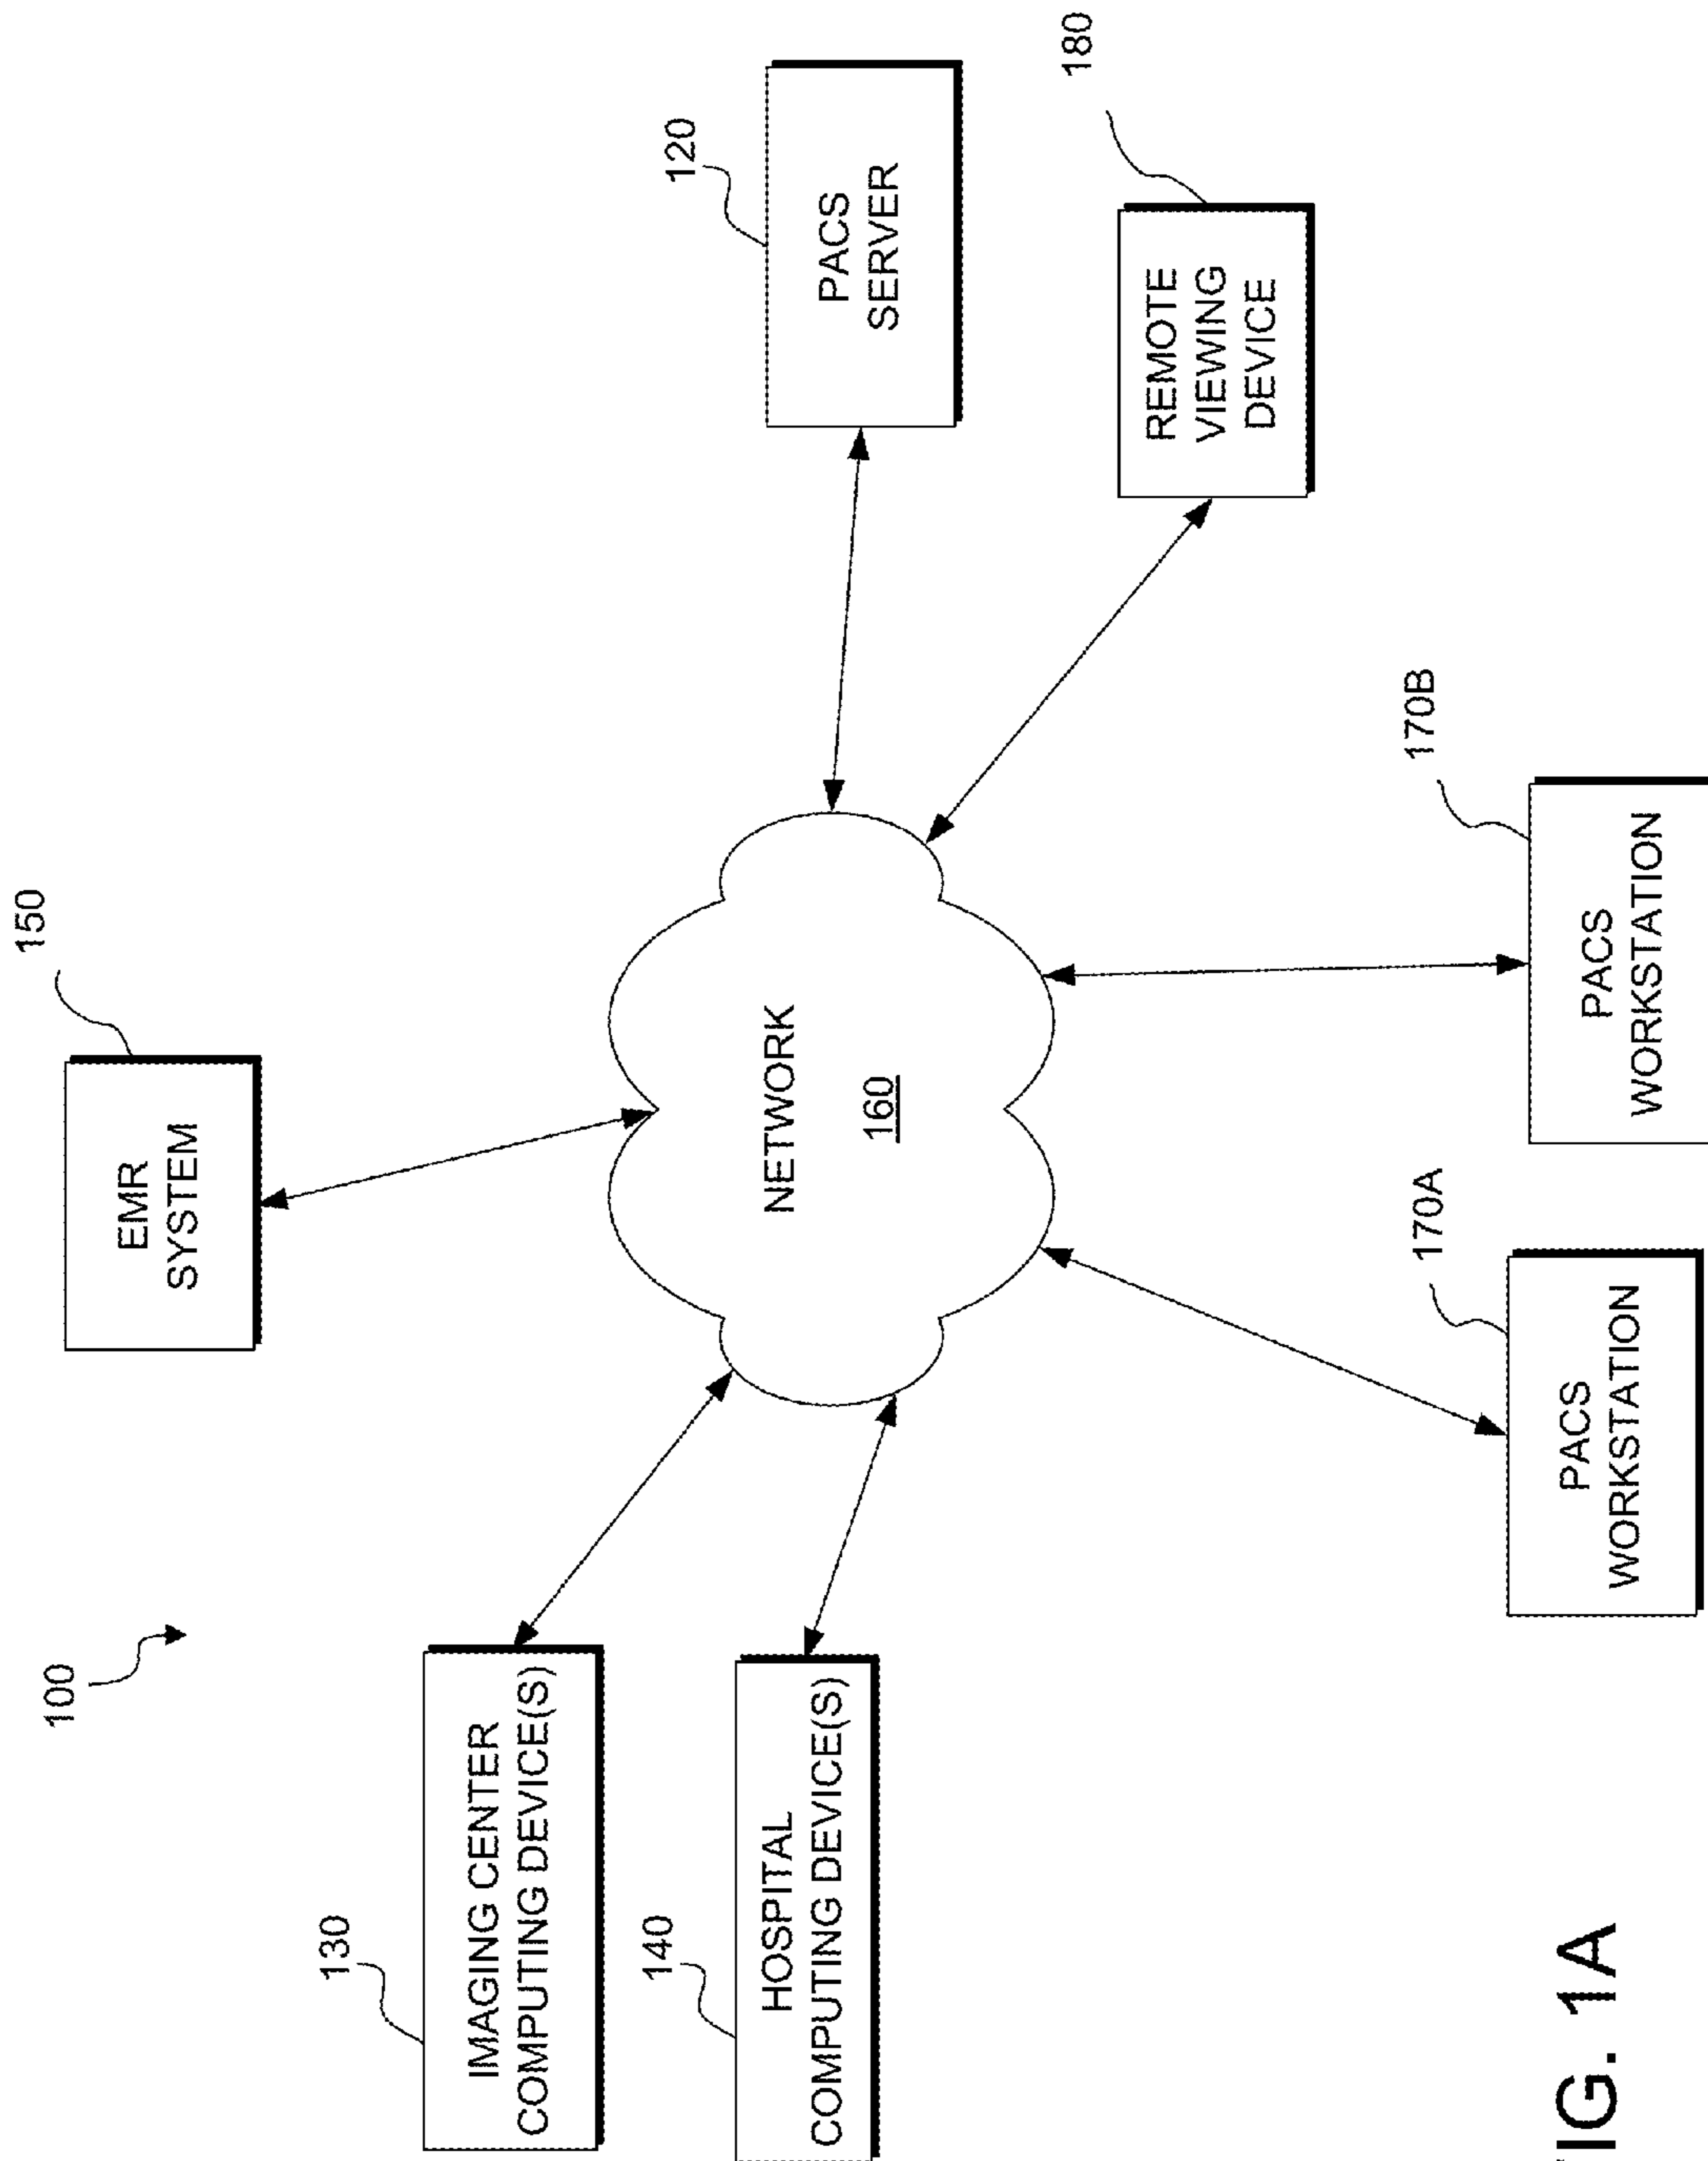 100
150
EMR
SYSTEM
130
IMAGING CENTER
COMPUTING DEVICE(S)
140
HOSPITAL
COMPUTING DEVICE(S)
NETWORK
160
120
PACS
SERVER
180
REMOTE
VIEWING
DEVICE
170A
PACS
WORKSTATION
170B
PACS
WORKSTATION
IG. 1A